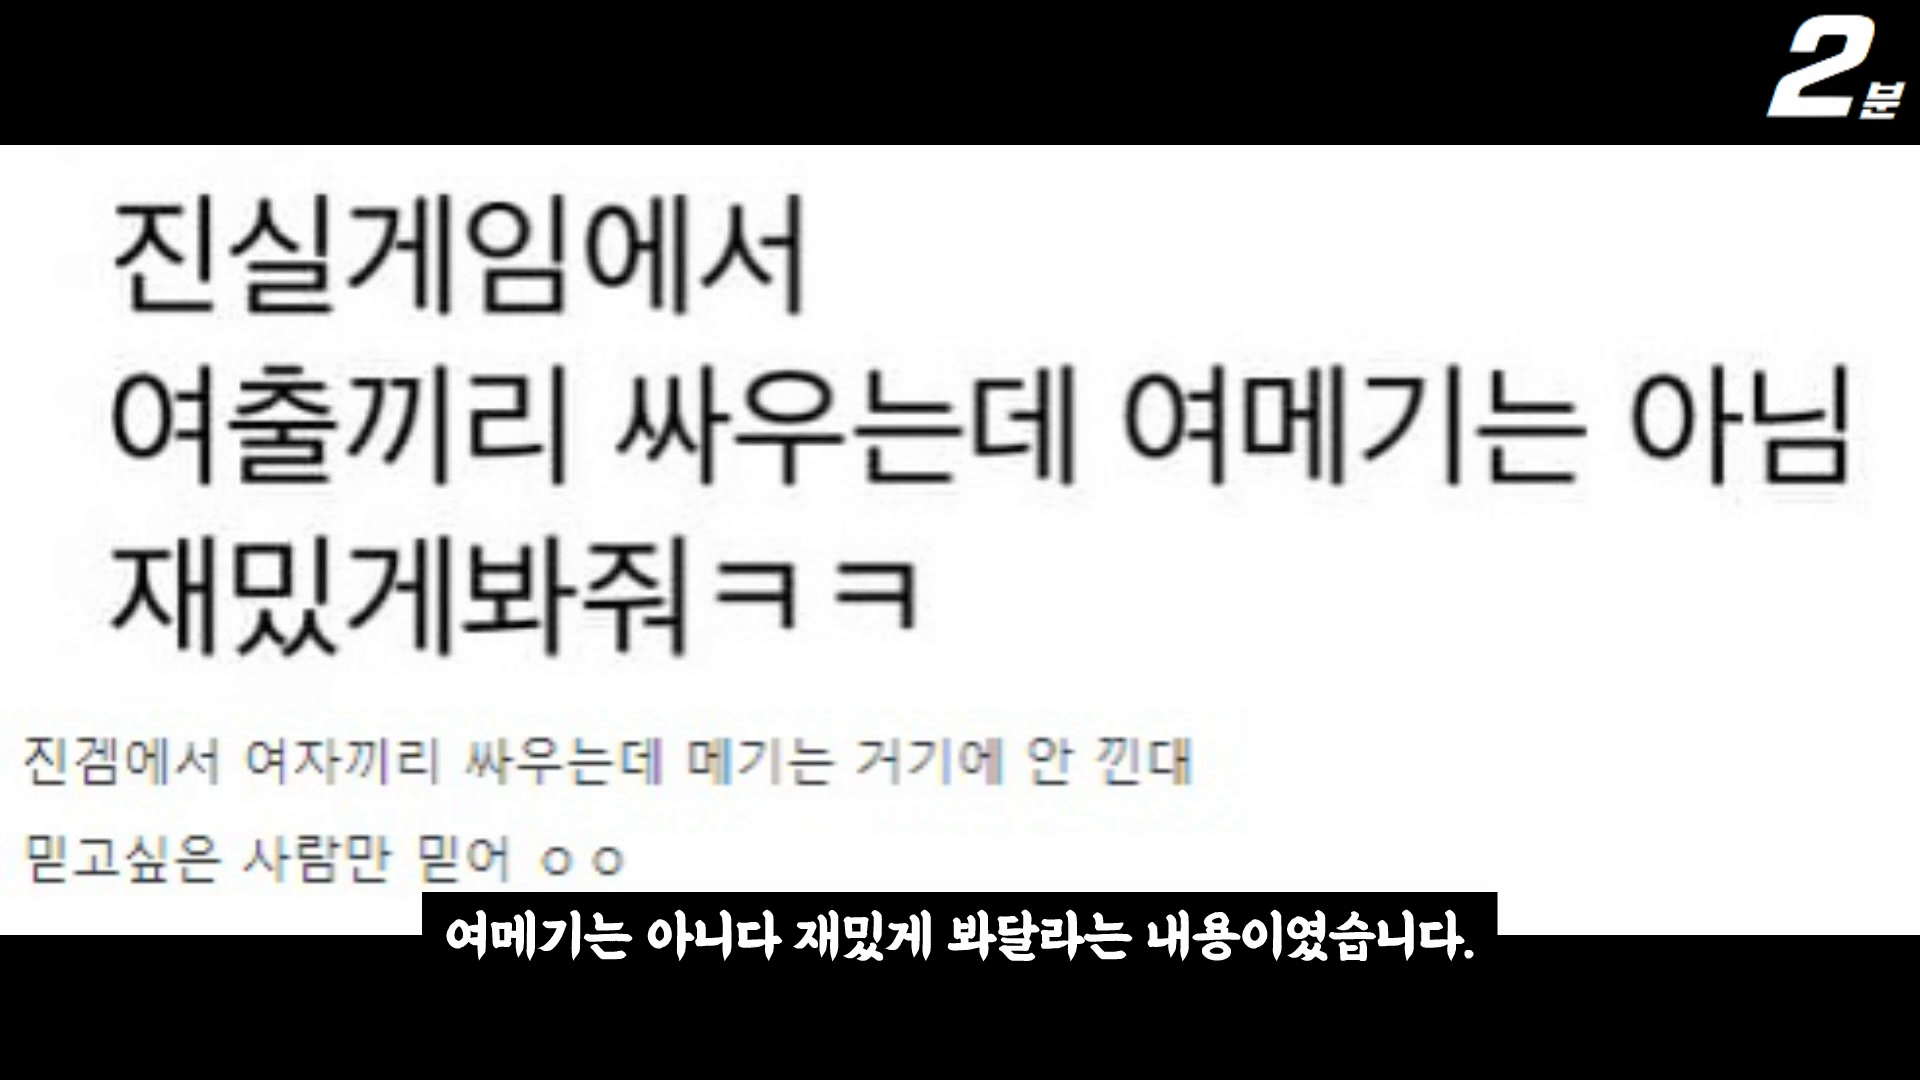 2분
진실게임에서
여출끼리 싸우는데 여메기는 아님
재밌게봐줘ㅋㅋ
진겜에서 여자끼리 싸우는데 메기는 거기에 안 낀대
믿고싶은 사람만 믿어 ㅇㅇ
여메기는 아니다 재밌게 봐달라는 내용이였습니다.